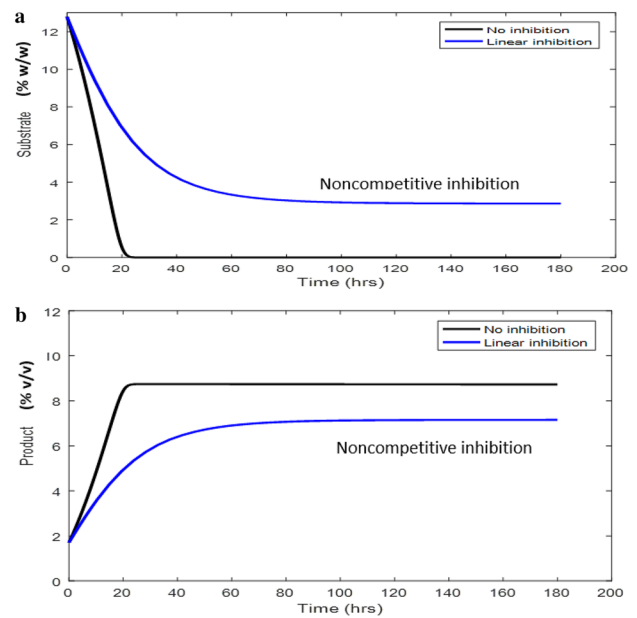 a
No inhibition
Linear inhibition
12
10
8
6
4
2
0
Substrate (% w/w)
Noncompetitive inhibition
0 20 40 60 80 100 120 140 160 180 200
Time (hrs)
b
No inhibition
Linear inhibition
12
10
8
6
4
2
0
Product (% v/v)
Noncompetitive inhibition
0 20 40 60 80 100 120 140 160 180 200
Time (hrs)